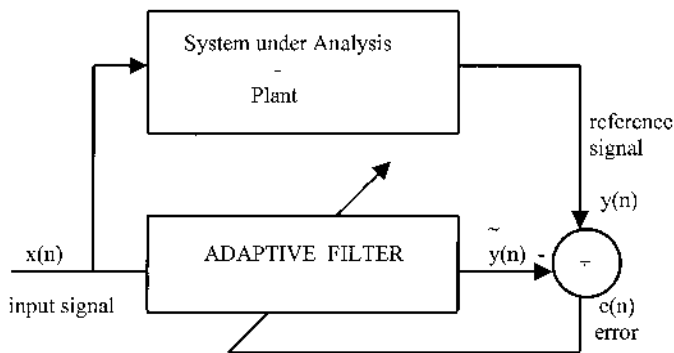 System under Analysis
-
Plant
reference
signal
y(n)
x(n)
ADAPTIVE FILTER
~
y(n) -
+
input signal
e(n)
error